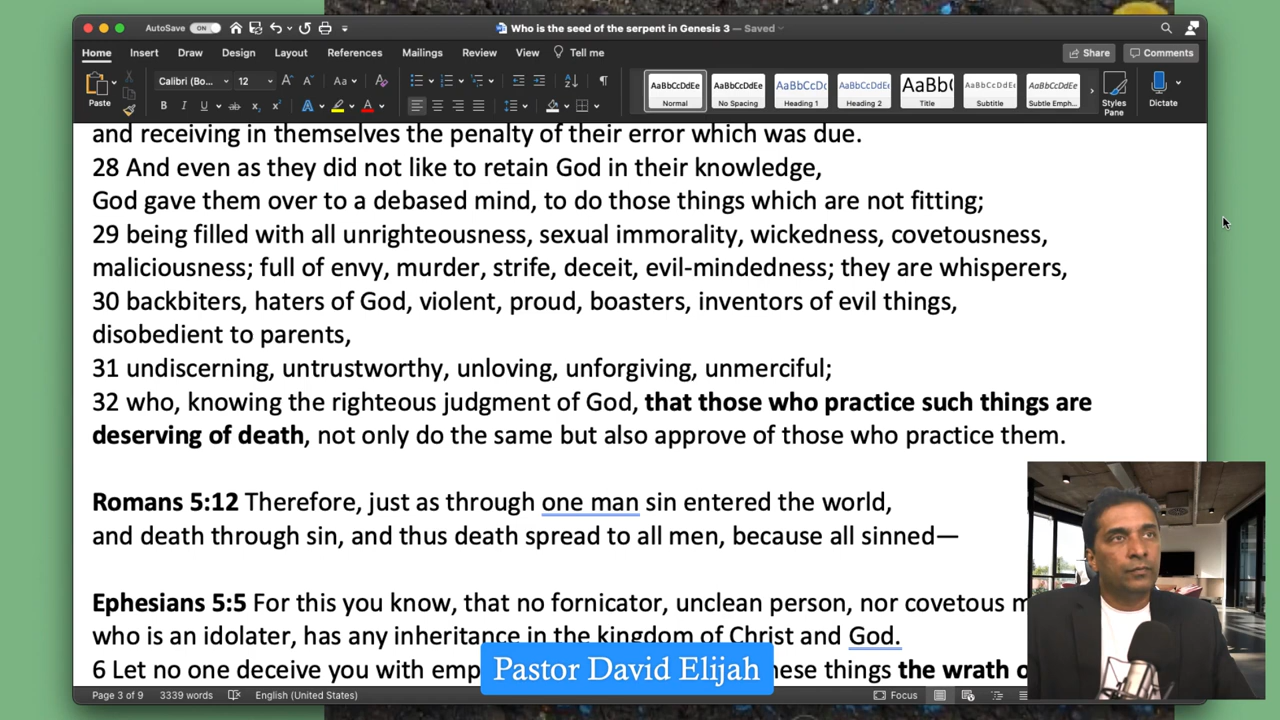 AutoSave ON
Who is the seed of the serpent in Genesis 3 — Saved
Home Insert Draw Design Layout References Mailings Review View Tell me
Share Comments
Paste
Calibri (Bo... 12
AaBbCcDdEe Normal
AaBbCcDdEe No Spacing
AaBbCcDc Heading 1
AaBbCcDdEe Heading 2
AaBb( Title
AaBbCcDdEe Subtitle
AaBbCcDdEe Subtle Emph...
Styles Pane
Dictate
and receiving in themselves the penalty of their error which was due.
28 And even as they did not like to retain God in their knowledge,
God gave them over to a debased mind, to do those things which are not fitting;
29 being filled with all unrighteousness, sexual immorality, wickedness, covetousness,
maliciousness; full of envy, murder, strife, deceit, evil-mindedness; they are whisperers,
30 backbiters, haters of God, violent, proud, boasters, inventors of evil things,
disobedient to parents,
31 undiscerning, untrustworthy, unloving, unforgiving, unmerciful;
32 who, knowing the righteous judgment of God, that those who practice such things are
deserving of death, not only do the same but also approve of those who practice them.
Romans 5:12 Therefore, just as through one man sin entered the world,
and death through sin, and thus death spread to all men, because all sinned—
Ephesians 5:5 For this you know, that no fornicator, unclean person, nor covetous
who is an idolater, has any inheritance in the kingdom of Christ and God.
6 Let no one deceive you with these things the wrath
Pastor David Elijah
Page 3 of 9 3339 words English (United States) Focus